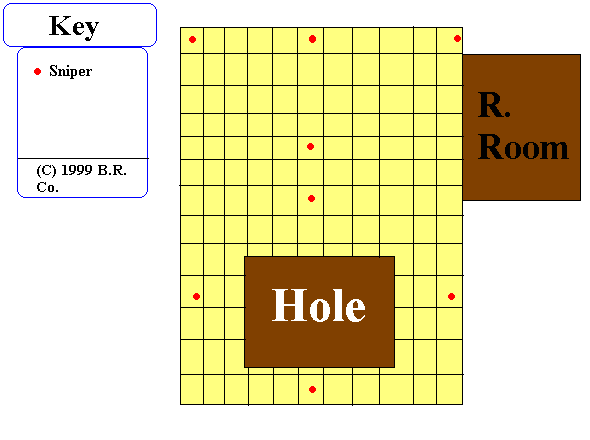 Key
Sniper
(C) 1999 B.R.
Co.
R.
Room
Hole